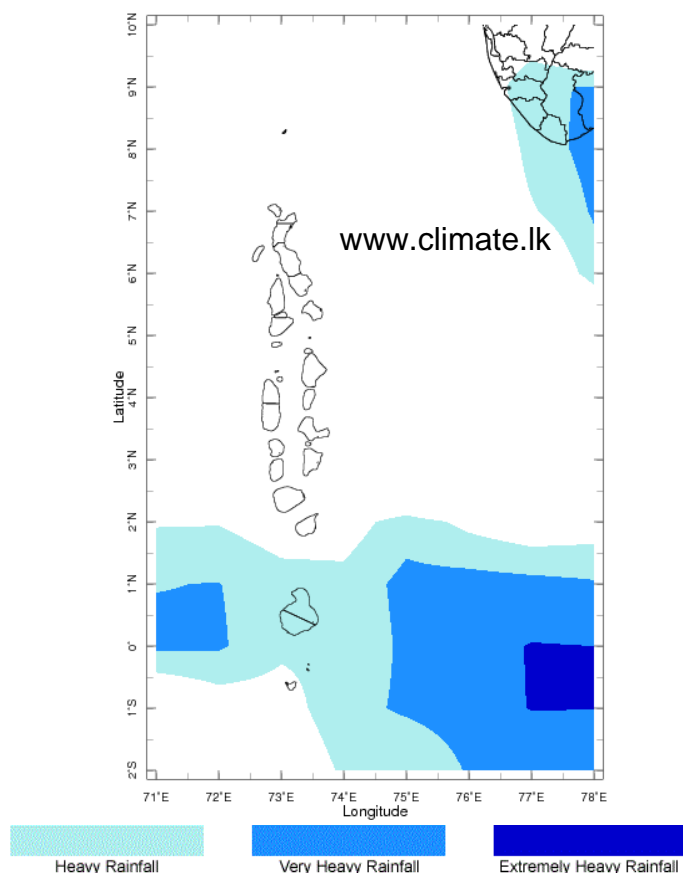 10°N
9°N
8°N
7°N
www.climate.lk
6°N
5°N
Latitude
4°N
3°N
2°N
1°N
0°
1°S
2°S
71°E 72°E 73°E 74°E 75°E 76°E 77°E 78°E
Longitude
Heavy Rainfall Very Heavy Rainfall Extremely Heavy Rainfall